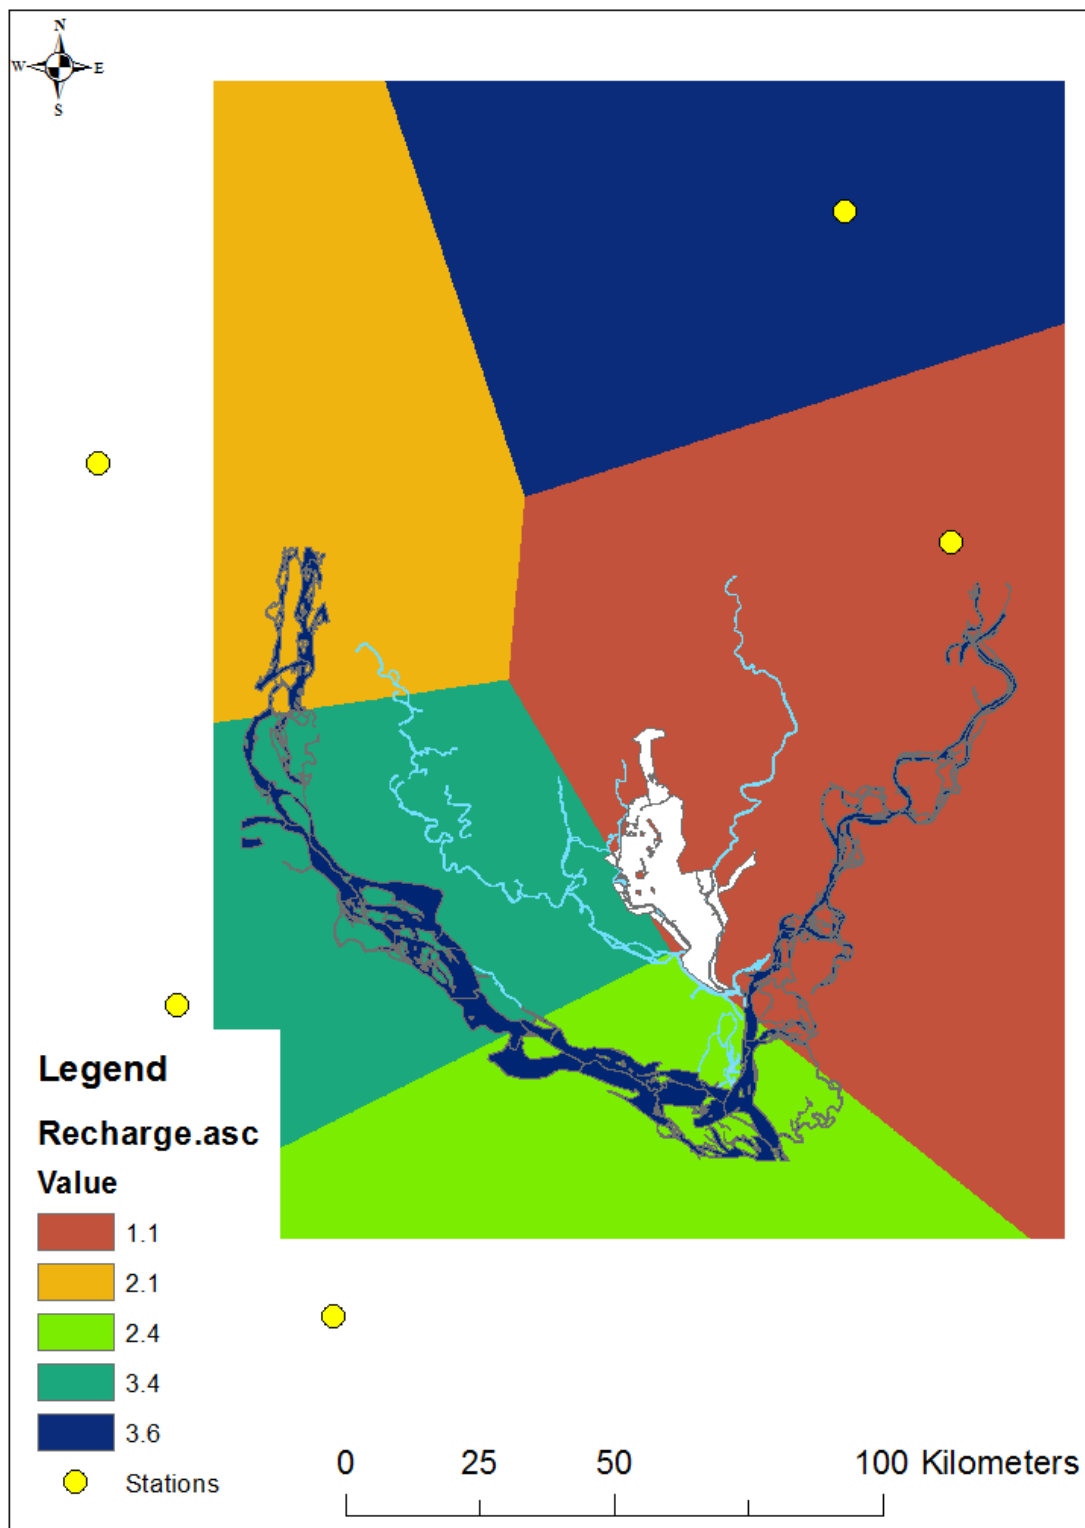 N
W E
S
Legend
Recharge.asc
Value
1.1
2.1
2.4
3.4
3.6
Stations
0 25 50 100 Kilometers